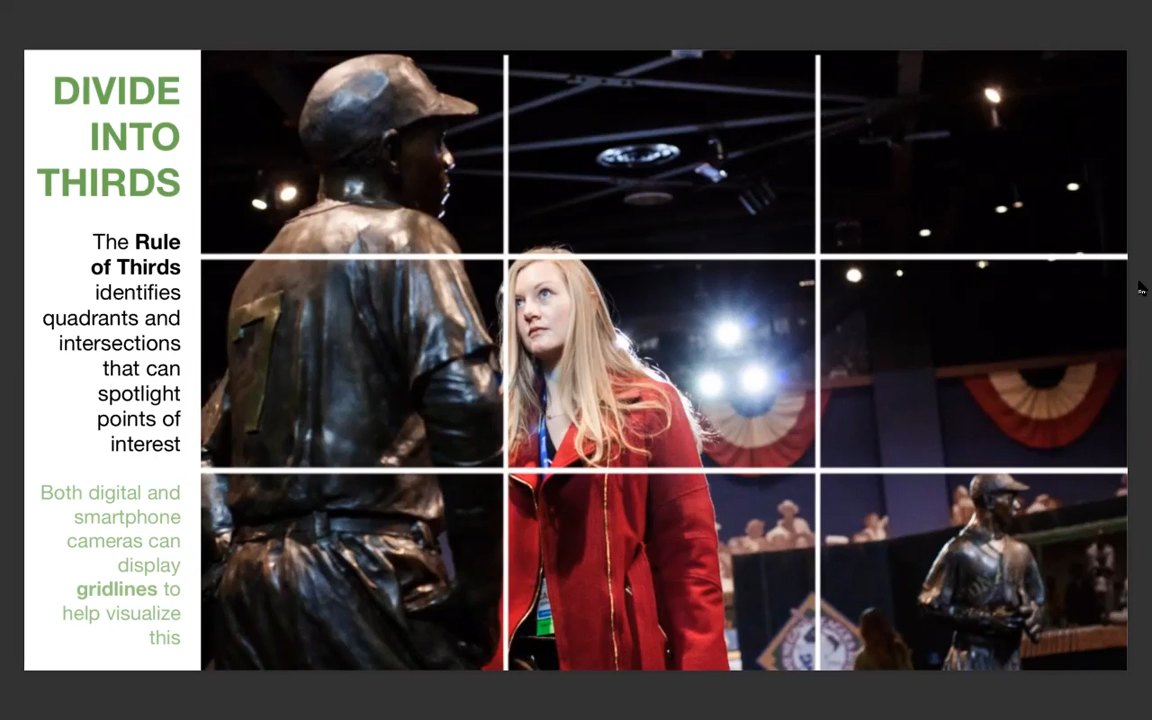 DIVIDE
INTO
THIRDS
The Rule
of Thirds
identifies
quadrants and
intersections
that can
spotlight
points of
interest
Both digital and
smartphone
cameras can
display
gridlines to
help visualize
this